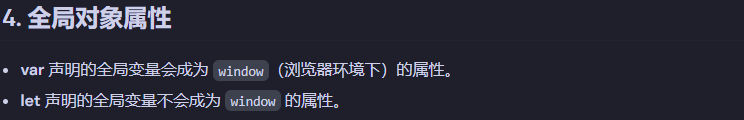 4. 全局对象属性
• var 声明的全局变量会成为 window（浏览器环境下）的属性。
• let 声明的全局变量不会成为 window 的属性。